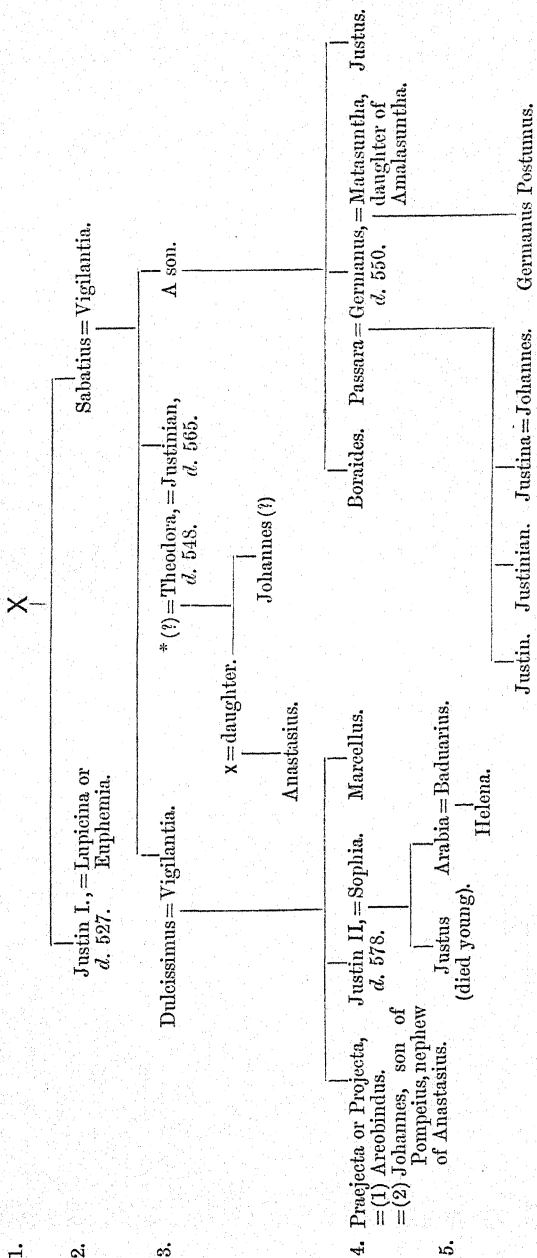 1.
X
2.
Justin I., = Lupicina or
d. 527. Euphemia.
Sabatius = Vigilantia.
3.
Dulcissimus = Vigilantia.
* (?) = Theodora, = Justinian,
d. 548. d. 565.
A son.
x = daughter.
Johannes (?)
Anastasius.
4. Praejecta or Projecta,
= (1) Areobindus.
= (2) Johannes, son of
Pompeius, nephew
of Anastasius.
Justin II, = Sophia.
d. 578.
Marcellus.
Boraides.
Passara = Germanus, = Matasuntha,
d. 550. daughter of
Amalasuntha.
Justus.
5.
Justus
(died young).
Arabia = Baduarius.
Helena.
Justin. Justinian. Justina = Johannes.
Germanus Postumus.